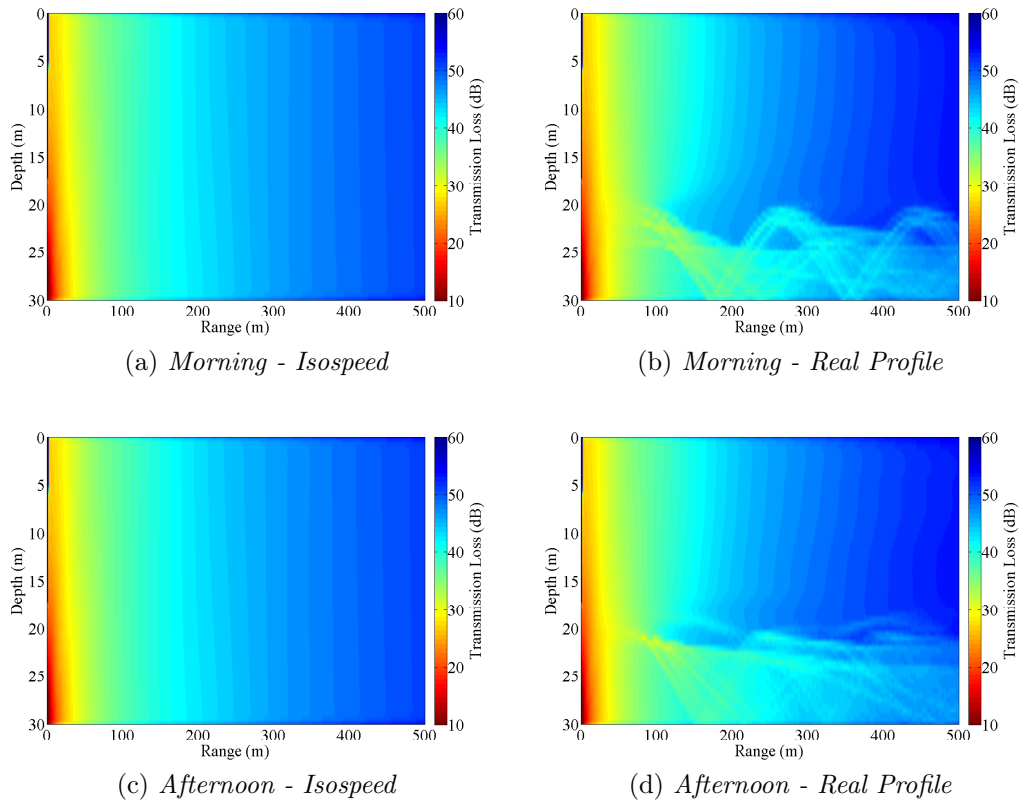 0
5
10
15
20
25
30
Depth (m)
0 100 200 300 400 500
Range (m)
60
50
40
30
20
10
Transmission Loss (dB)
(a) Morning - Isospeed
0
5
10
15
20
25
30
Depth (m)
0 100 200 300 400 500
Range (m)
60
50
40
30
20
10
Transmission Loss (dB)
(b) Morning - Real Profile
0
5
10
15
20
25
30
Depth (m)
0 100 200 300 400 500
Range (m)
60
50
40
30
20
10
Transmission Loss (dB)
(c) Afternoon - Isospeed
0
5
10
15
20
25
30
Depth (m)
0 100 200 300 400 500
Range (m)
60
50
40
30
20
10
Transmission Loss (dB)
(d) Afternoon - Real Profile